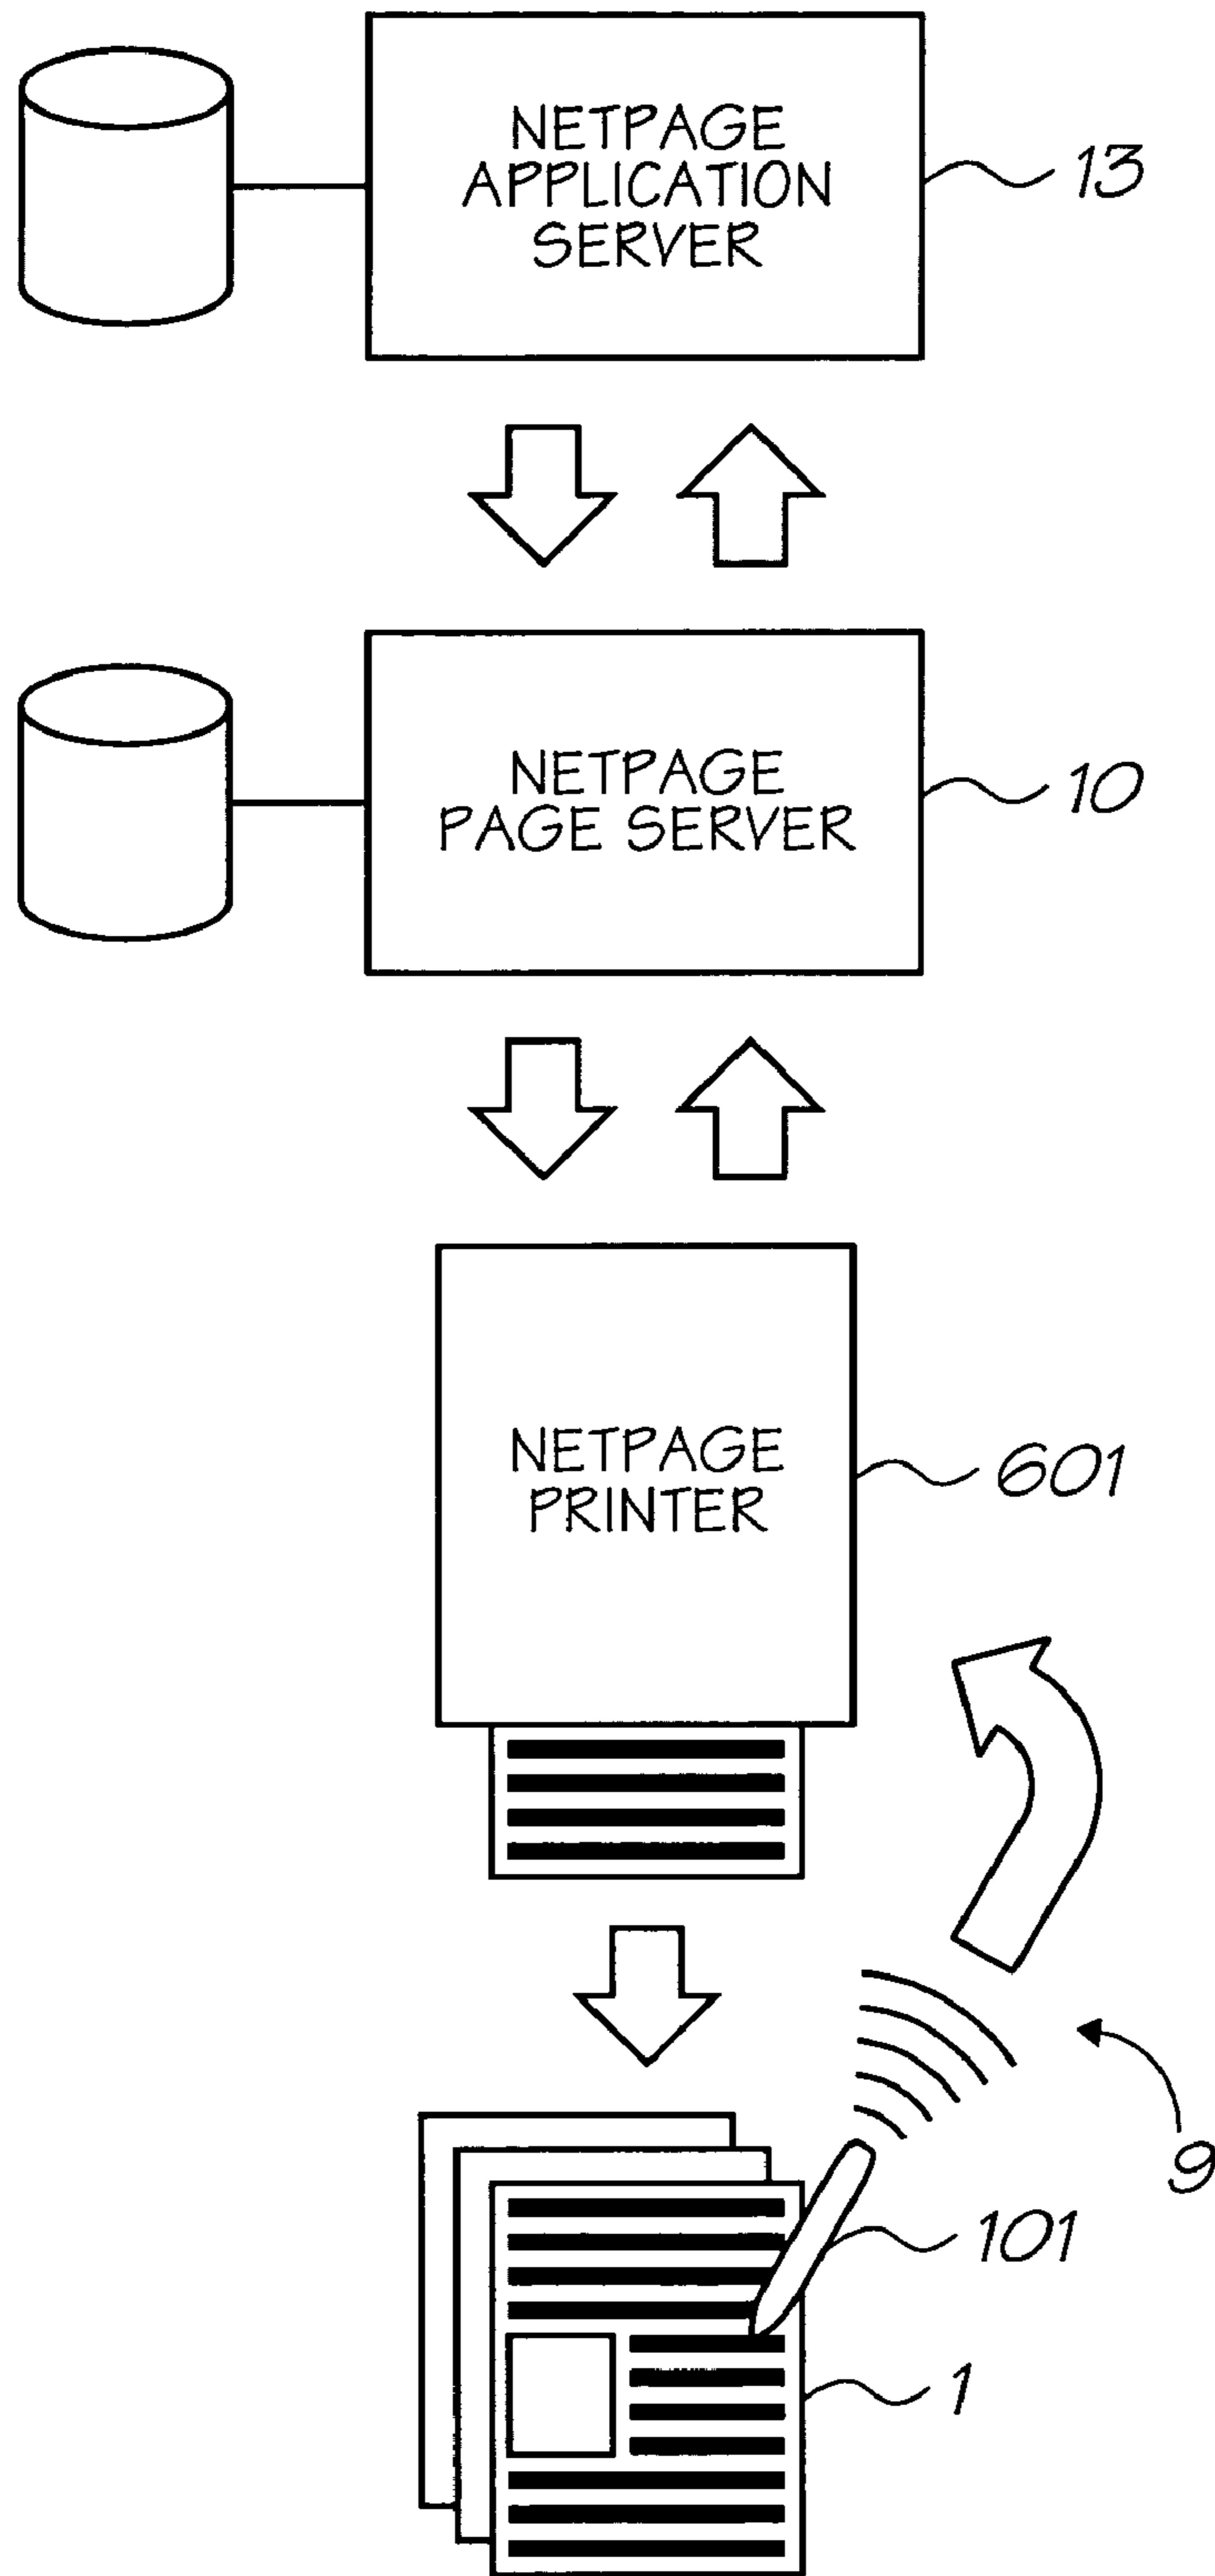 NETPAGE
APPLICATION
SERVER
13
NETPAGE
PAGE SERVER
10
NETPAGE
PRINTER
601
9
101
1